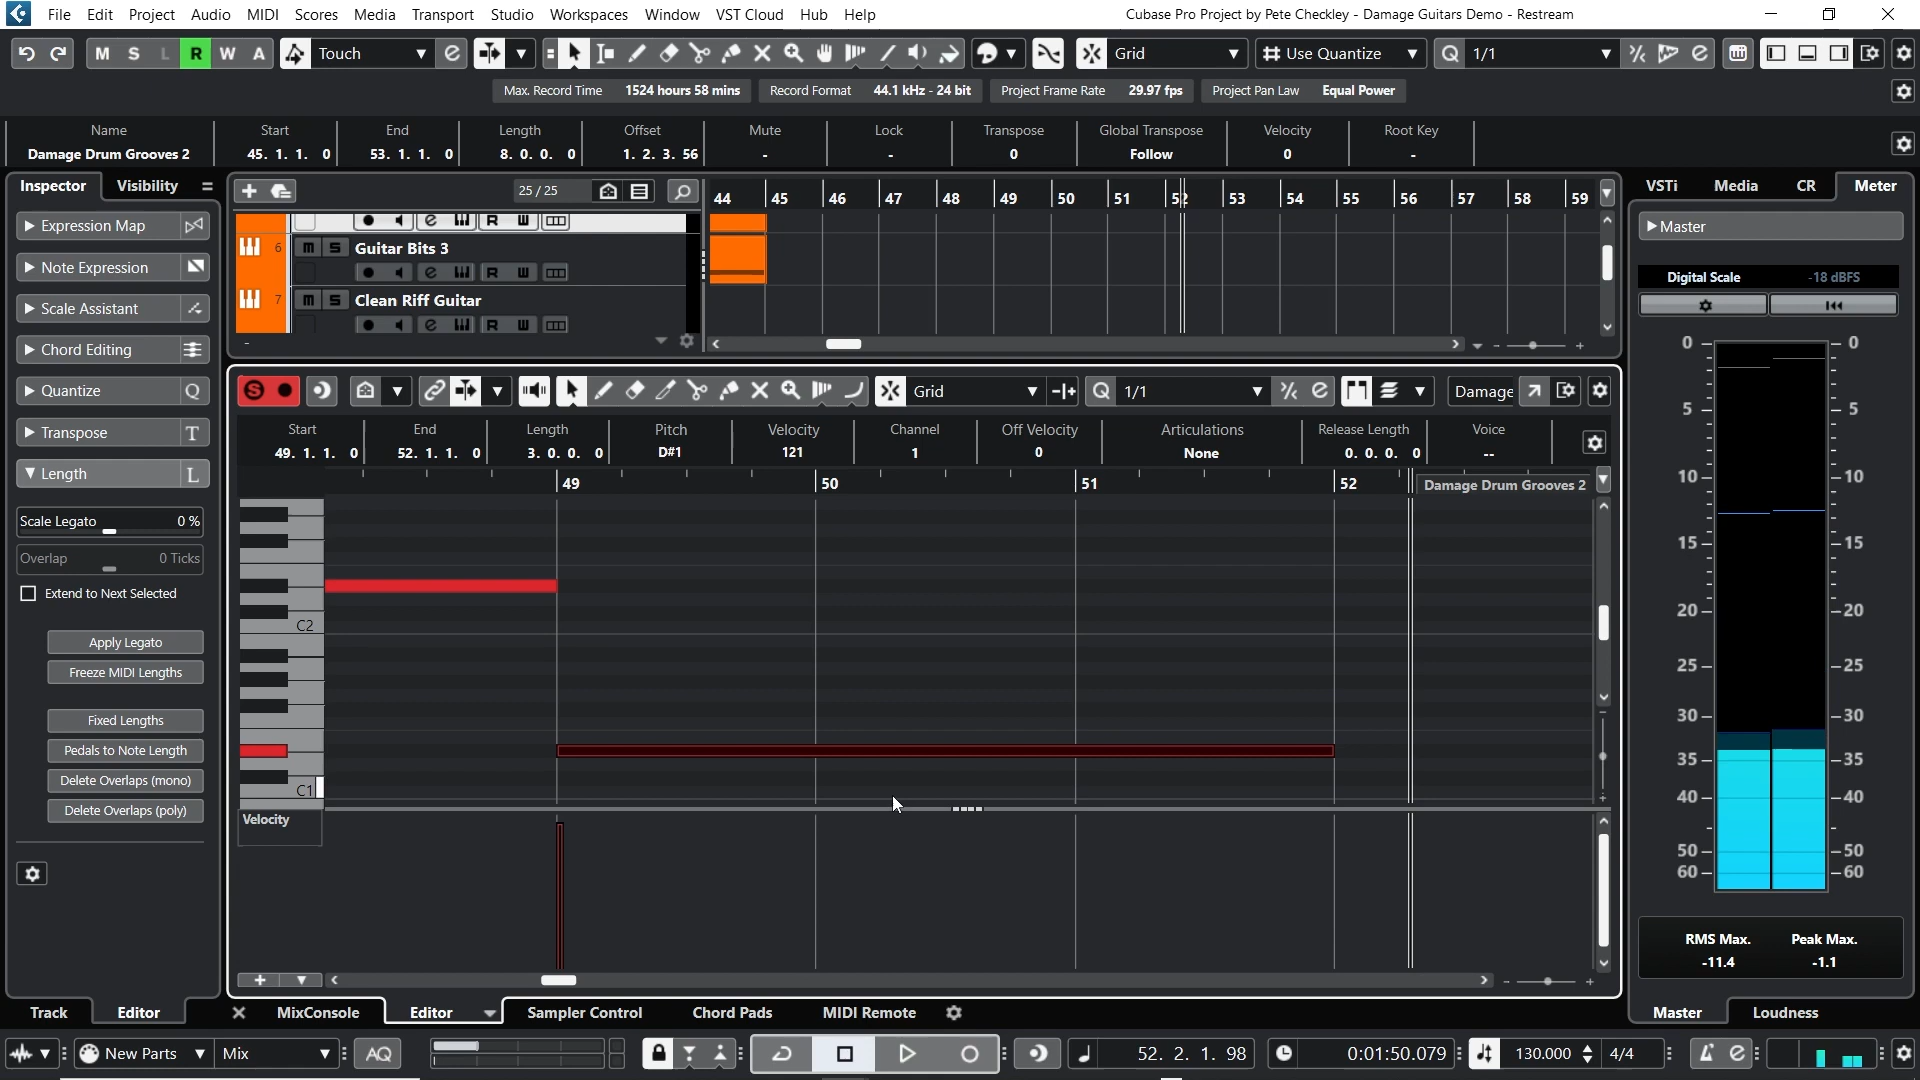 File Edit Project Audio MIDI Scores Media Transport Studio Workspaces Window VST Cloud Hub Help Cubase Pro Project by Pete Checkley - Damage Guitars Demo - Restream
M S L R W A Touch Grid Use Quantize Q 1/1
Max. Record Time 1524 hours 58 mins Record Format 44.1 kHz - 24 bit Project Frame Rate 29.97 fps Project Pan Law Equal Power
Name Start End Length Offset Mute Lock Transpose Global Transpose Velocity Root Key
Damage Drum Grooves 2 45. 1. 1. 0 53. 1. 1. 0 8. 0. 0. 0 1. 2. 3. 56 - - 0 Follow 0 -
Inspector Visibility 25 / 25 44 45 46 47 48 49 50 51 52 53 54 55 56 57 58 59 VSTi Media CR Meter
Expression Map
R W
Master
6 m S Guitar Bits 3
Note Expression
R W
Digital Scale -18 dBFS
7 m S Clean Riff Guitar
Scale Assistant
R W
Chord Editing
Quantize Q
S Grid Q 1/1 Damage
Transpose T
Start End Length Pitch Velocity Channel Off Velocity Articulations Release Length Voice
49. 1. 1. 0 52. 1. 1. 0 3. 0. 0. 0 D#1 121 1 0 None 0. 0. 0. 0 --
Length L
49 50 51 52 Damage Drum Grooves 2
Scale Legato 0 %
Overlap 0 Ticks
Extend to Next Selected
C2
Apply Legato
Freeze MIDI Lengths
Fixed Lengths
Pedals to Note Length
Delete Overlaps (mono)
C1
Delete Overlaps (poly)
Velocity
0 0
5 5
10 10
15 15
20 20
25 25
30 30
35 35
40 40
50 50
60 60
RMS Max. Peak Max.
-11.4 -1.1
Track Editor MixConsole Editor Sampler Control Chord Pads MIDI Remote Master Loudness
New Parts Mix AQ 52. 2. 1. 98 0:01:50.079 130.000 4/4